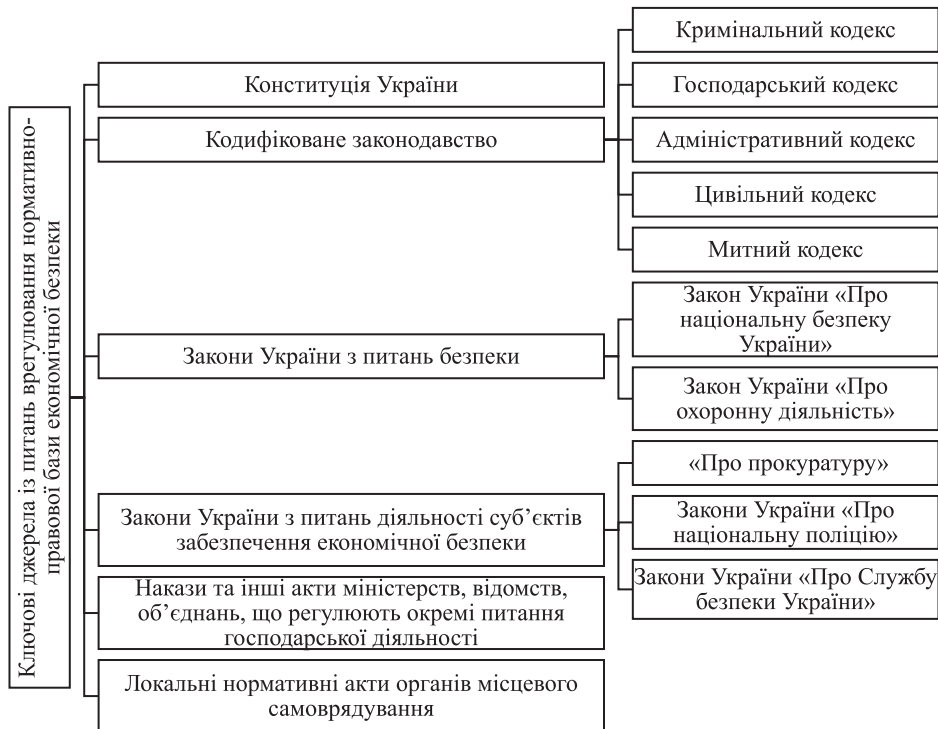 Ключові джерела із питань врегулювання нормативно-
правової бази економічної безпеки
Конституція України
Кодифіковане законодавство
Кримінальний кодекс
Господарський кодекс
Адміністративний кодекс
Цивільний кодекс
Митний кодекс
Закони України з питань безпеки
Закон України «Про
національну безпеку
України»
Закон України «Про
охоронну діяльність»
Закони України з питань діяльності суб’єктів
забезпечення економічної безпеки
«Про прокуратуру»
Закони України «Про
національну поліцію»
Закони України «Про Службу
безпеки України»
Накази та інші акти міністерств, відомств,
об’єднань, що регулюють окремі питання
господарської діяльності
Локальні нормативні акти органів місцевого
самоврядування